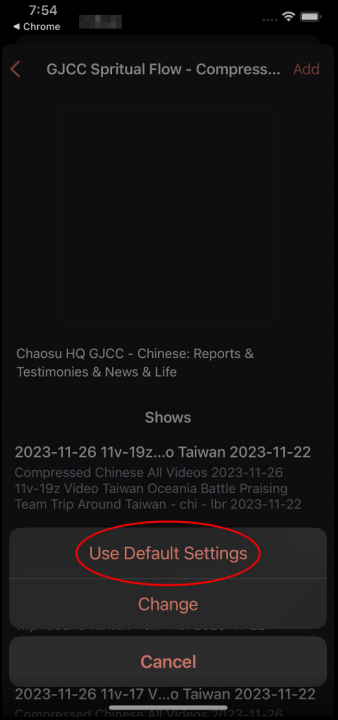 7:54
◀ Chrome
GJCC Spritual Flow - Compress... Add
Chaosu HQ GJCC - Chinese: Reports &
Testimonies & News & Life
Shows
2023-11-26 11v-19z...o Taiwan 2023-11-22
Compressed Chinese All Videos 2023-11-26
11v-19z Video Taiwan Oceania Battle Praising
Team Trip Around Taiwan - chi - lbr 2023-11-22
Use Default Settings
Change
Cancel
2023-11-26 11v-17 V...o Taiwan 2023-11-22
Compressed Chinese All Videos 2023-11-26